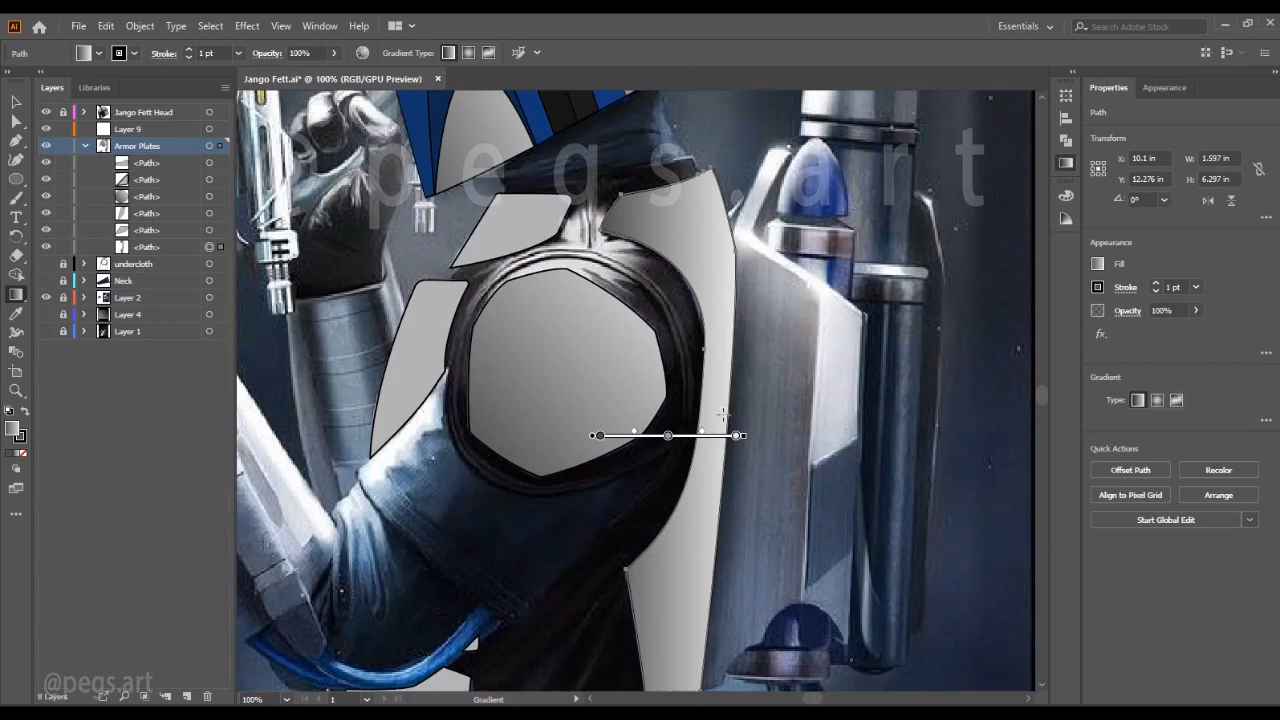 Ai File Edit Object Type Select Effect View Window Help Essentials Search Adobe Stock
Path Stroke: 1 pt Opacity: 100% Gradient Type:
Layers Libraries
Jango Fett.ai* @ 100% (RGB/GPU Preview)
Properties Appearance
Jango Fett Head
Layer 9
Armor Plates
<Path>
<Path>
<Path>
<Path>
<Path>
<Path>
undercloth
Neck
Layer 2
Layer 4
Layer 1
pegs.art
Path
Transform
X: 10.1 in W: 1.597 in
Y: 12.276 in H: 6.297 in
0°
Appearance
Fill
Stroke 1 pt
Opacity 100%
fx.
Gradient
Type:
Quick Actions
Offset Path Recolor
Align to Pixel Grid Arrange
Start Global Edit
@pegs.art
8 Layers
100% 1 Gradient